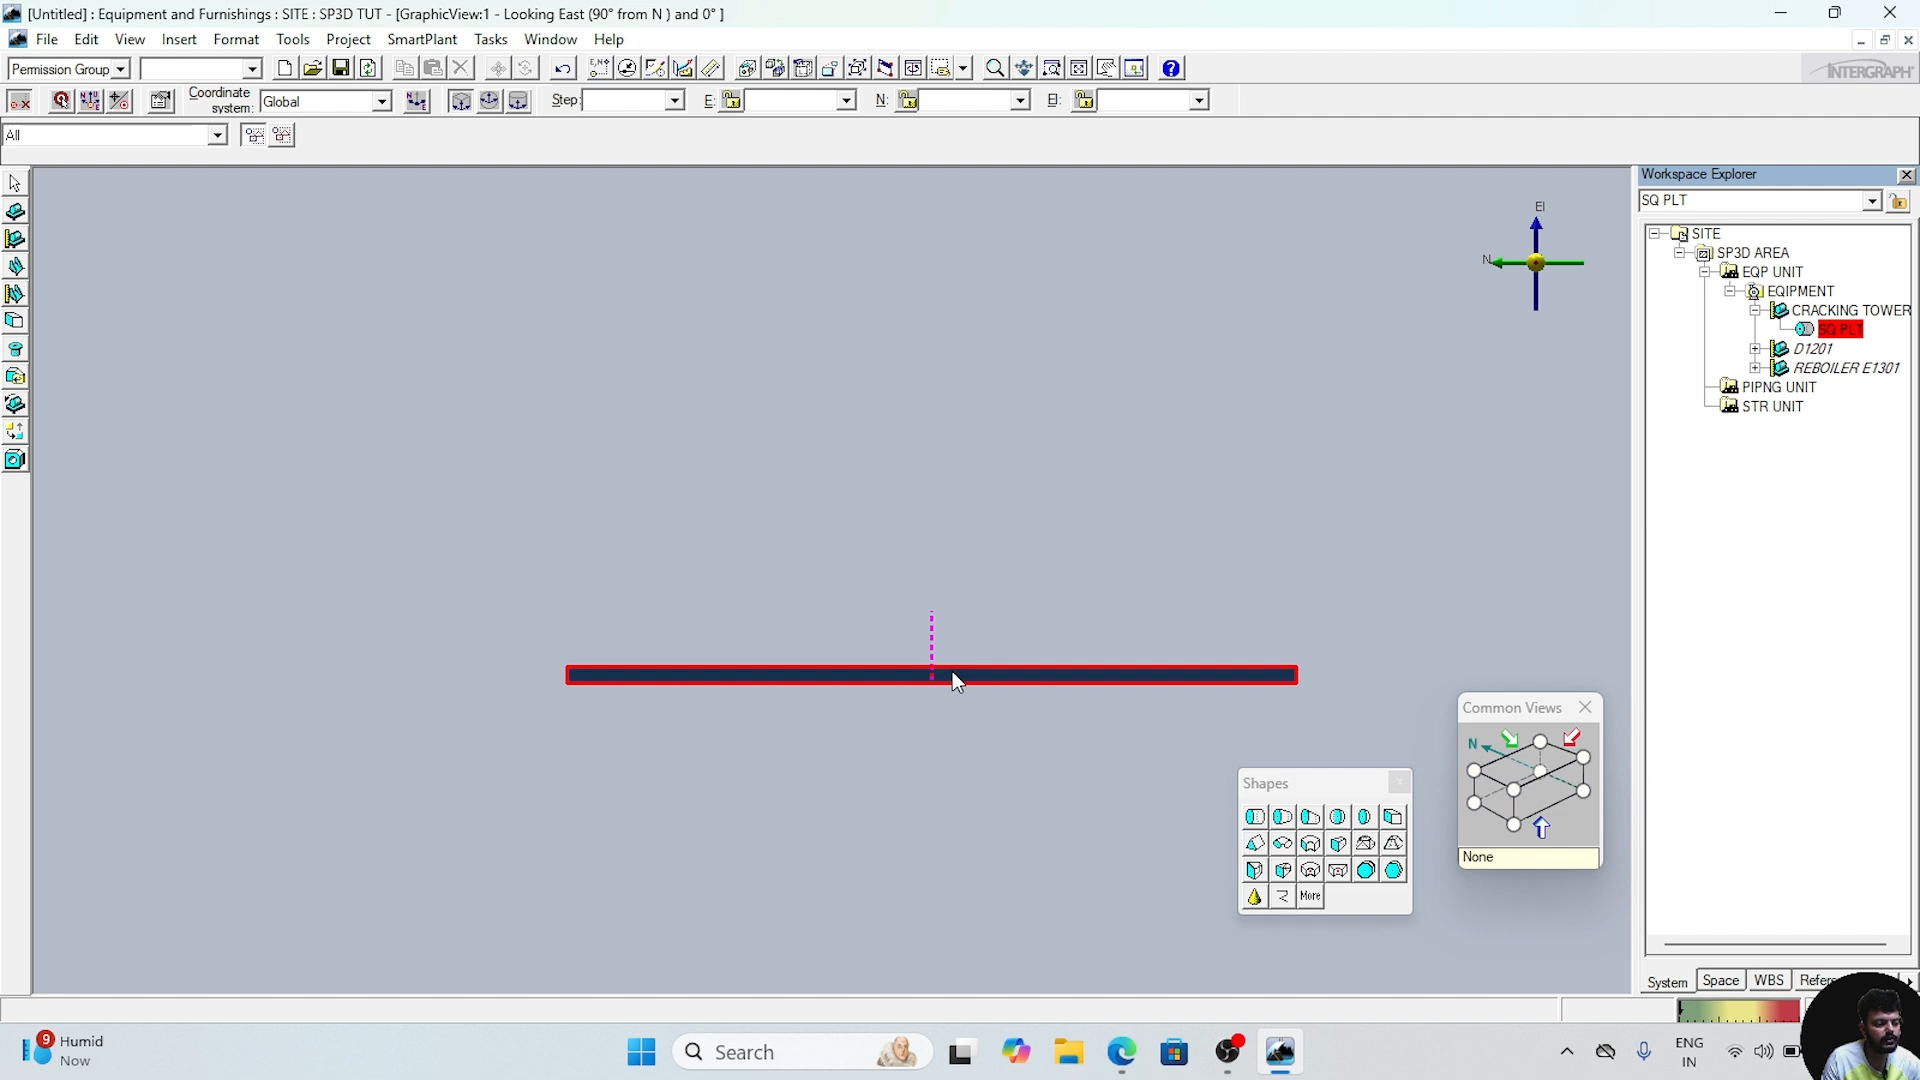 [Untitled] : Equipment and Furnishings : SITE : SP3D TUT - [GraphicView:1 - Looking East (90° from N ) and 0° ]
File Edit View Insert Format Tools Project SmartPlant Tasks Window Help
Permission Group
INTERGRAPH
Coordinate system: Global Step: E: N: El:
All
Workspace Explorer
SQ PLT
SITE
SP3D AREA
EQP UNIT
EQIPMENT
CRACKING TOWER
SQ PLT
D1201
REBOILER E1301
PIPNG UNIT
STR UNIT
El
N
Common Views
N
None
Shapes
More
System Space WBS
9 Humid
Now
Search
ENG
IN